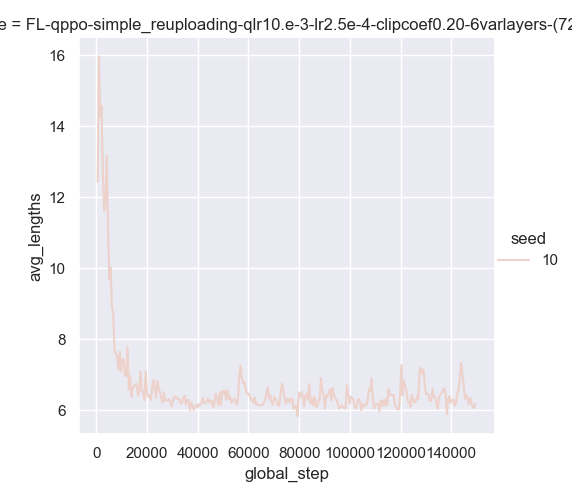 e = FL-qppo-simple_reuploading-qlr10.e-3-lr2.5e-4-clipcoef0.20-6varlayers-(72
16
14
12
10
8
6
avg_lengths
seed
10
0 20000 40000 60000 80000 100000 120000 140000
global_step